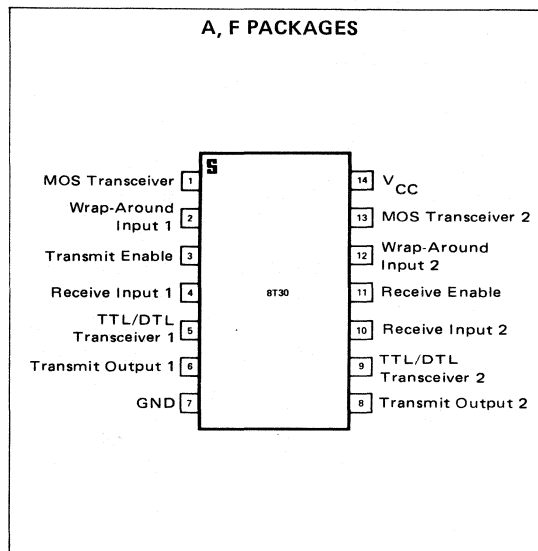 A, F PACKAGES
S
MOS Transceiver 1
Wrap-Around
Input 1
2
Transmit Enable 3
Receive Input 1 4
TTL/DTL
Transceiver 1
5
Transmit Output 1 6
GND 7
8T30
14 VCC
13 MOS Transceiver 2
12 Wrap-Around
Input 2
11 Receive Enable
10 Receive Input 2
9 TTL/DTL
Transceiver 2
8 Transmit Output 2